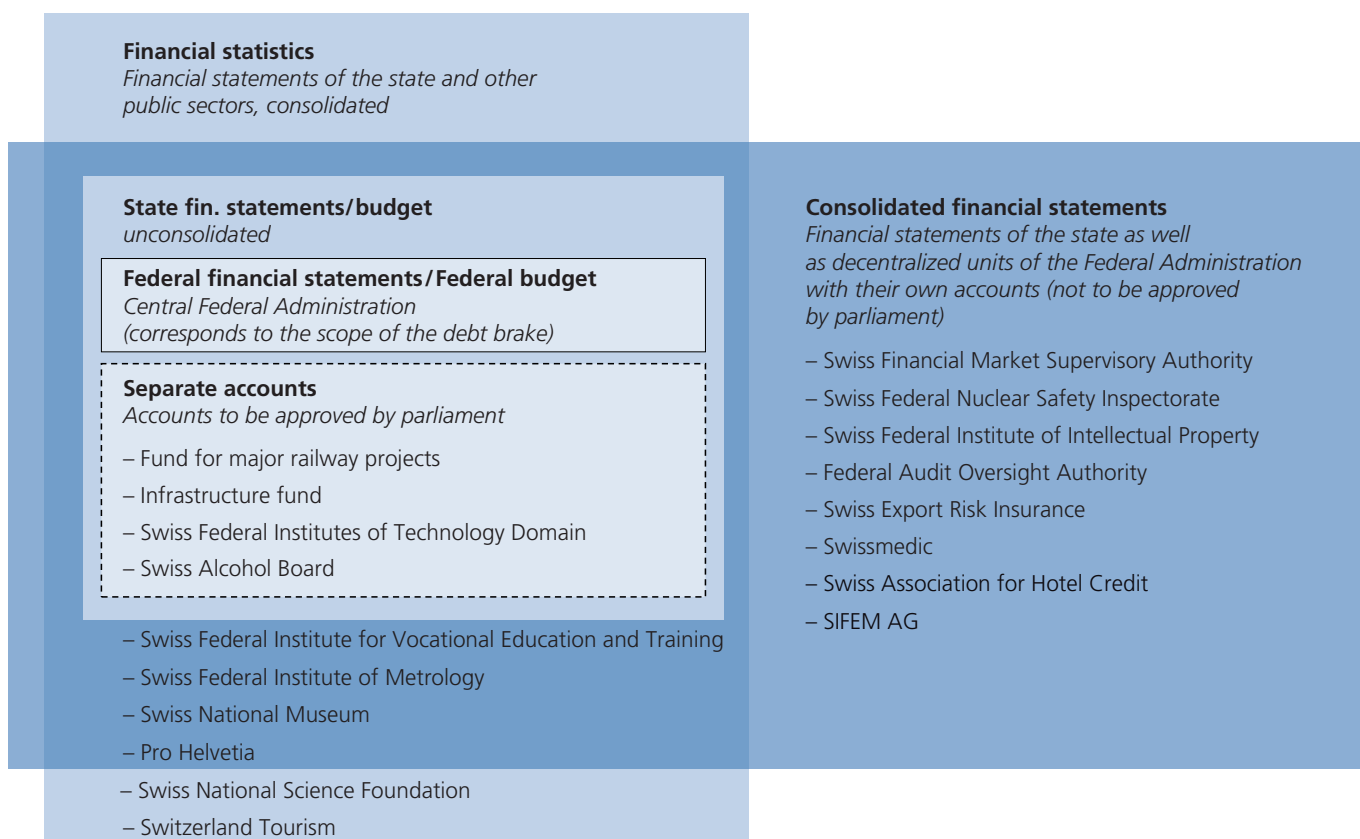 Financial statistics
Financial statements of the state and other
public sectors, consolidated
State fin. statements/budget
unconsolidated
Federal financial statements/Federal budget
Central Federal Administration
(corresponds to the scope of the debt brake)
Separate accounts
Accounts to be approved by parliament
– Fund for major railway projects
– Infrastructure fund
– Swiss Federal Institutes of Technology Domain
– Swiss Alcohol Board
– Swiss Federal Institute for Vocational Education and Training
– Swiss Federal Institute of Metrology
– Swiss National Museum
– Pro Helvetia
– Swiss National Science Foundation
– Switzerland Tourism
Consolidated financial statements
Financial statements of the state as well
as decentralized units of the Federal Administration
with their own accounts (not to be approved
by parliament)
– Swiss Financial Market Supervisory Authority
– Swiss Federal Nuclear Safety Inspectorate
– Swiss Federal Institute of Intellectual Property
– Federal Audit Oversight Authority
– Swiss Export Risk Insurance
– Swissmedic
– Swiss Association for Hotel Credit
– SIFEM AG